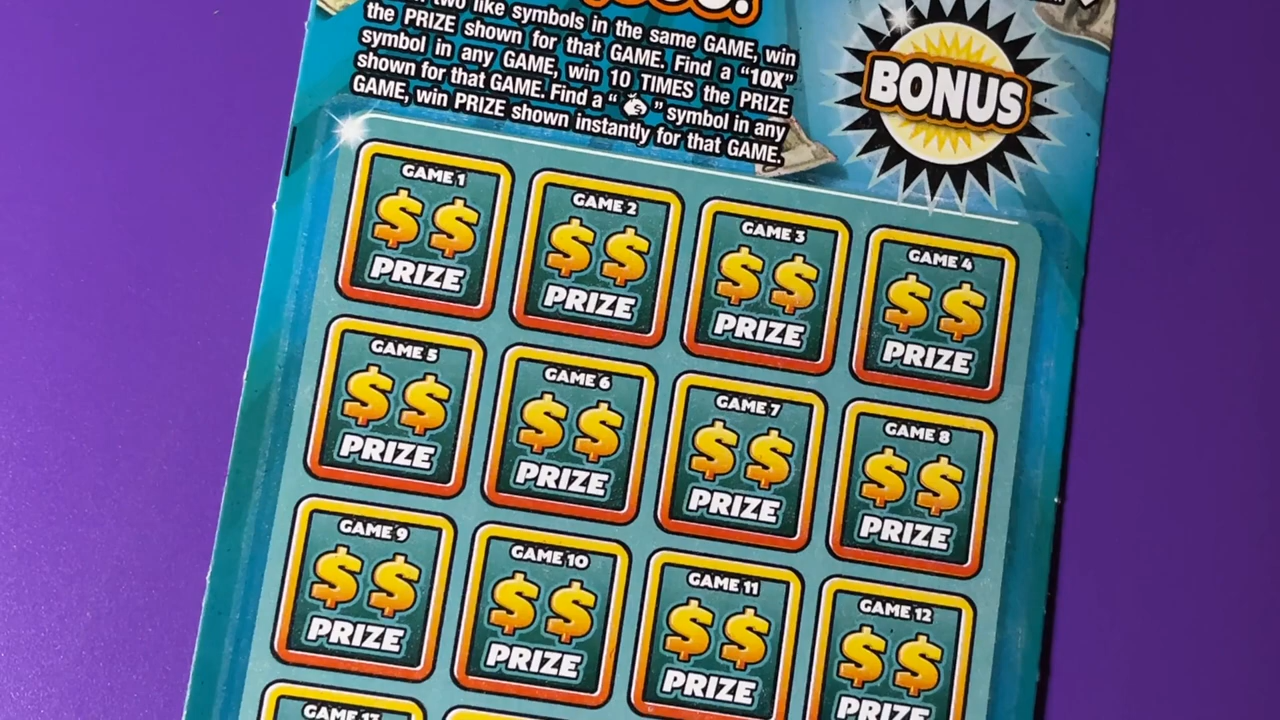 two like symbols in the same GAME, win
the PRIZE shown for that GAME. Find a "10X"
symbol in any GAME, win 10 TIMES the PRIZE
shown for that GAME. Find a " " symbol in any
GAME, win PRIZE shown instantly for that GAME.
BONUS
GAME 1
$$
PRIZE
GAME 2
$$
PRIZE
GAME 3
$$
PRIZE
GAME 4
$$
PRIZE
GAME 5
$$
PRIZE
GAME 6
$$
PRIZE
GAME 7
$$
PRIZE
GAME 8
$$
PRIZE
GAME 9
$$
PRIZE
GAME 10
$$
PRIZE
GAME 11
$$
PRIZE
GAME 12
$$
PRIZE
GAME 13